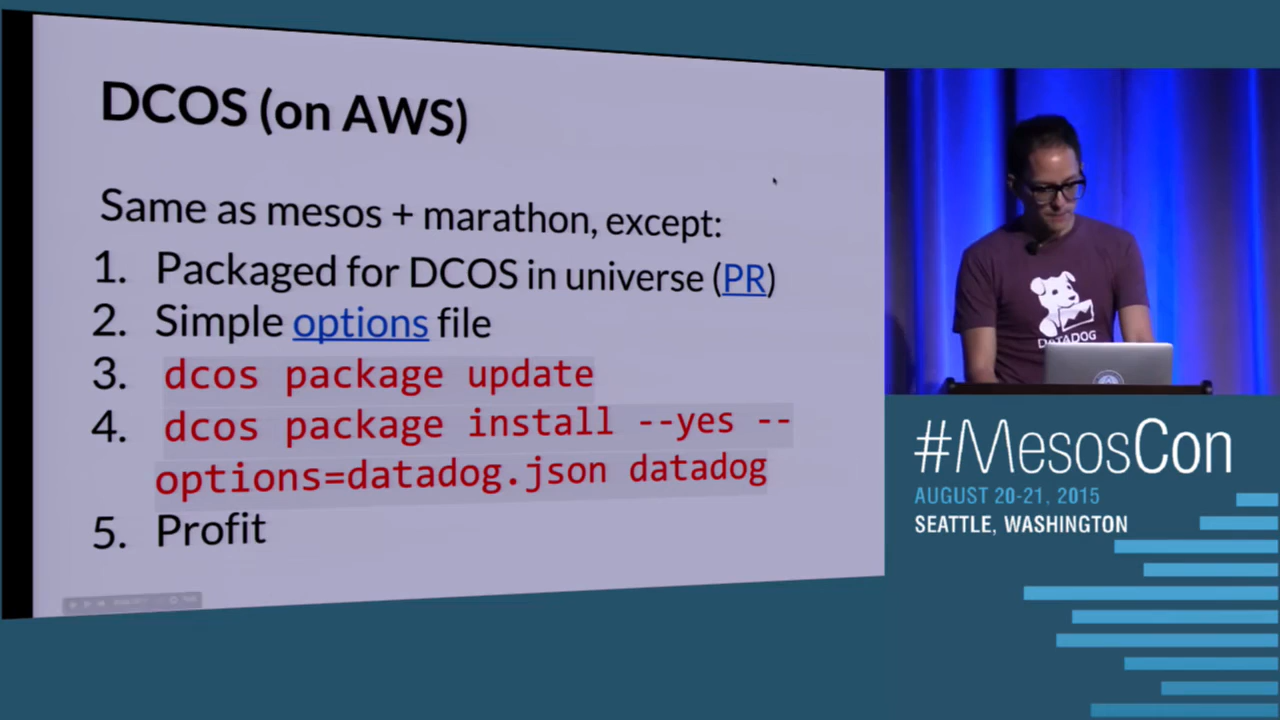 DCOS (on AWS)
Same as mesos + marathon, except:
1. Packaged for DCOS in universe (PR)
2. Simple options file
3. dcos package update
4. dcos package install --yes --
options=datadog.json datadog
5. Profit
DATADOG
#MesosCon
AUGUST 20-21, 2015
SEATTLE, WASHINGTON